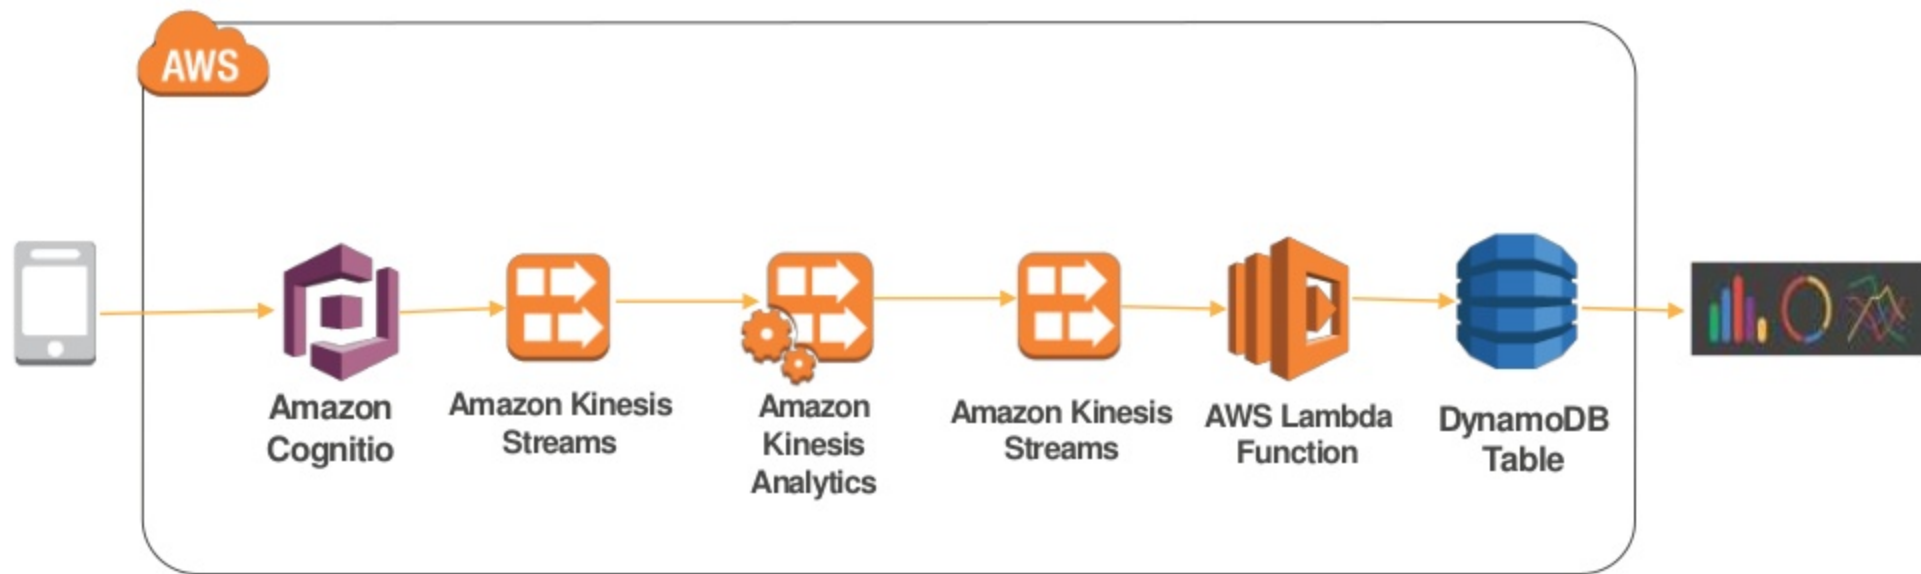 AWS
Amazon
Cognitio
Amazon Kinesis
Streams
Amazon
Kinesis
Analytics
Amazon Kinesis
Streams
AWS Lambda
Function
DynamoDB
Table